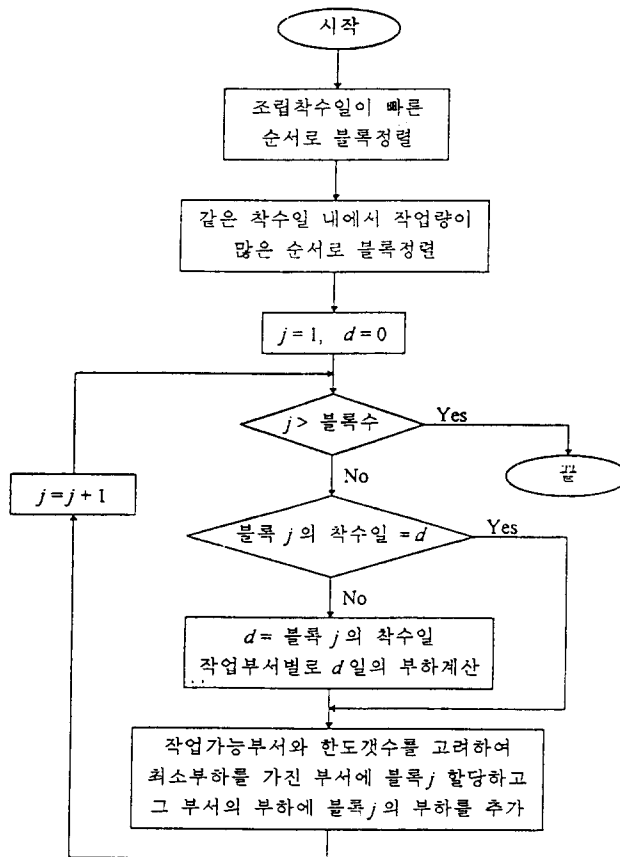 시작
조립착수일이 빠른
순서로 불록정렬
같은 착수일 내에서 작업량이
많은 순서로 불록정련
j = 1, d = 0
j > 블록수
Yes
끝
No
j = j + 1
블록 j 의 착수일 = d
Yes
No
d = 블록 j 의 착수일
작업부서별로 d 일의 부하계산
작업가능부서와 한도갯수를 고려하여
최소부하를 가진 부서에 블록 j 할당하고
그 부서의 부하에 블록 j 의 부하를 추가